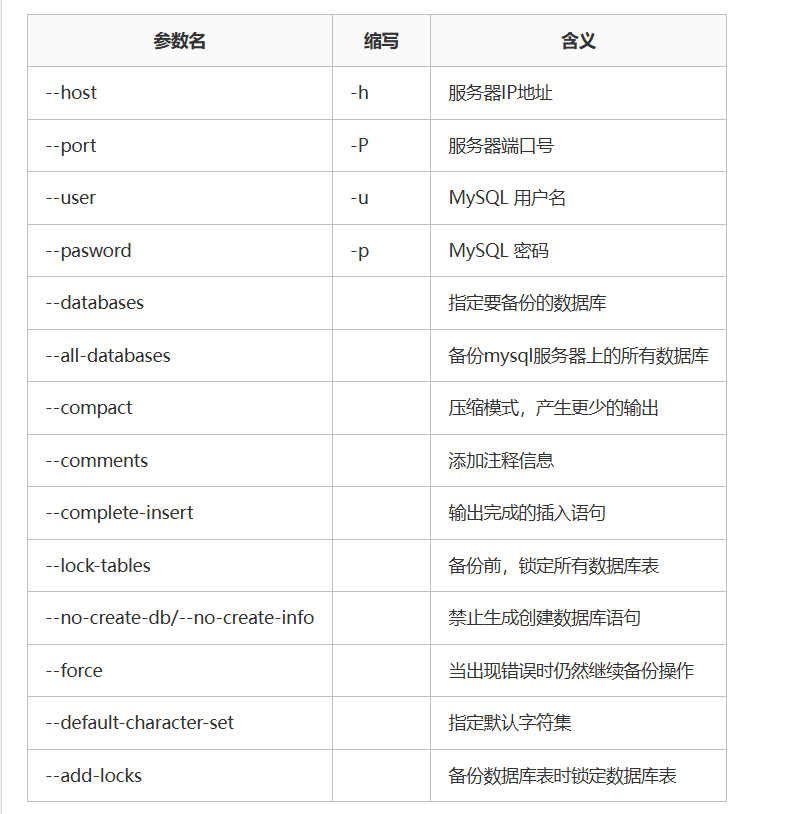 参数名 缩写 含义
--host -h 服务器IP地址
--port -P 服务器端口号
--user -u MySQL 用户名
--pasword -p MySQL 密码
--databases 指定要备份的数据库
--all-databases 备份mysql服务器上的所有数据库
--compact 压缩模式，产生更少的输出
--comments 添加注释信息
--complete-insert 输出完成的插入语句
--lock-tables 备份前，锁定所有数据库表
--no-create-db/--no-create-info 禁止生成创建数据库语句
--force 当出现错误时仍然继续备份操作
--default-character-set 指定默认字符集
--add-locks 备份数据库表时锁定数据库表